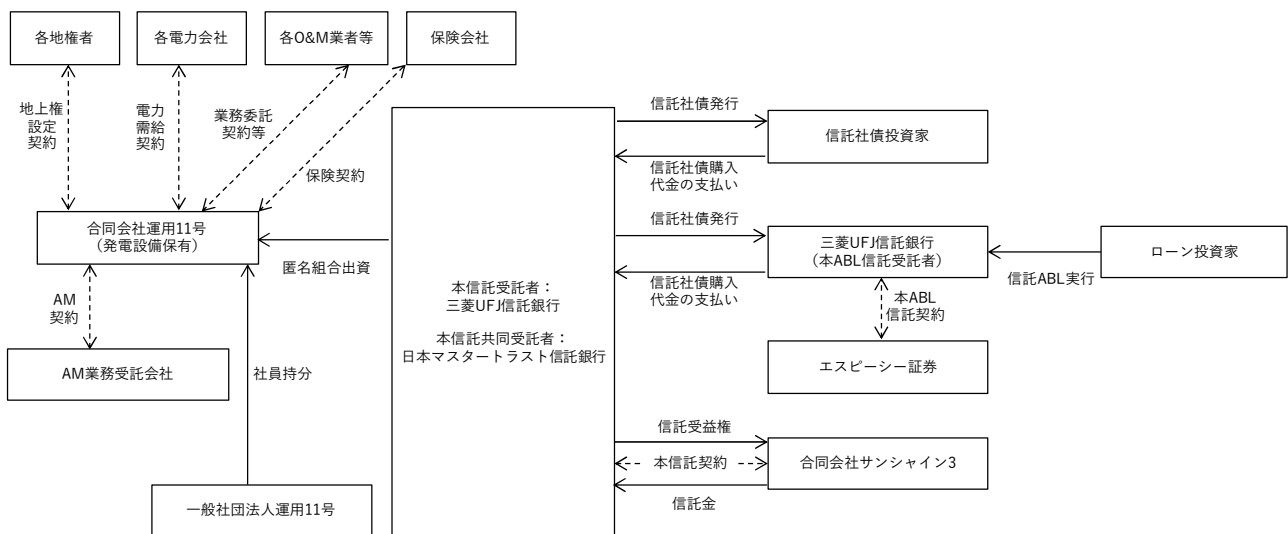 各地権者
各電力会社
各O&M業者等
保険会社
地上権
設定
契約
電力
需給
契約
業務委託
契約等
保険契約
合同会社運用11号
（発電設備保有）
匿名組合出資
AM
契約
AM業務受託会社
社員持分
一般社団法人運用11号
本信託受託者：
三菱UFJ信託銀行
本信託共同受託者：
日本マスタートラスト信託銀行
信託社債発行
信託社債投資家
信託社債購入
代金の支払い
信託社債発行
三菱UFJ信託銀行
（本ABL信託受託者）
信託社債購入
代金の支払い
ローン投資家
信託ABL実行
本ABL
信託契約
エスピーシー証券
信託受益権
本信託契約
合同会社サンシャイン3
信託金